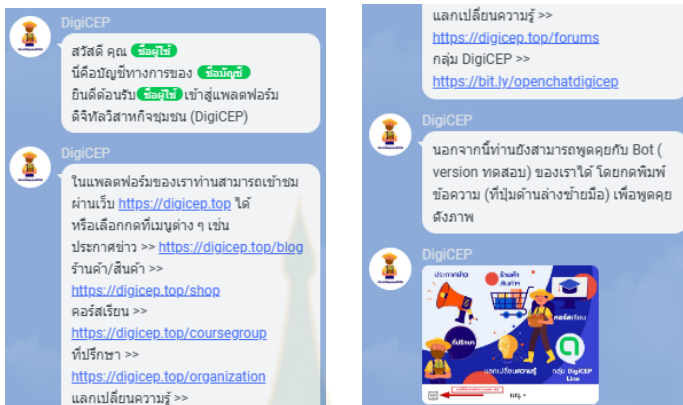 DigiCEP
สวัสดี คุณ ชื่อผู้ใช้
นี่คือบัญชีทางการของ ชื่อบัญชี
ยินดีต้อนรับ ชื่อผู้ใช้ เข้าสู่แพลตฟอร์ม
ดิจิทัลวิสาหกิจชุมชน (DigiCEP)
DigiCEP
ในแพลตฟอร์มของเราท่านสามารถเข้าชม
ผ่านเว็บ https://digicep.top ได้
หรือเลือกกดที่เมนูต่าง ๆ เช่น
ประกาศข่าว >> https://digicep.top/blog
ร้านค้า/สินค้า >>
https://digicep.top/shop
คอร์สเรียน >>
https://digicep.top/coursegroup
ที่ปรึกษา >>
https://digicep.top/organization
แลกเปลี่ยนความรู้ >>
แลกเปลี่ยนความรู้ >>
https://digicep.top/forums
กลุ่ม DigiCEP >>
https://bit.ly/openchatdigicep
DigiCEP
นอกจากนี้ท่านยังสามารถพูดคุยกับ Bot (
version ทดสอบ) ของเราได้ โดยกดพิมพ์
ข้อความ (ที่ปุ่มด้านล่างซ้ายมือ) เพื่อพูดคุย
ดังภาพ
DigiCEP
ประกาศข่าว
ร้านค้า
สินค้า
คอร์สเรียน
ที่ปรึกษา
แลกเปลี่ยนความรู้
กลุ่ม DigiCEP
Line
เมนู